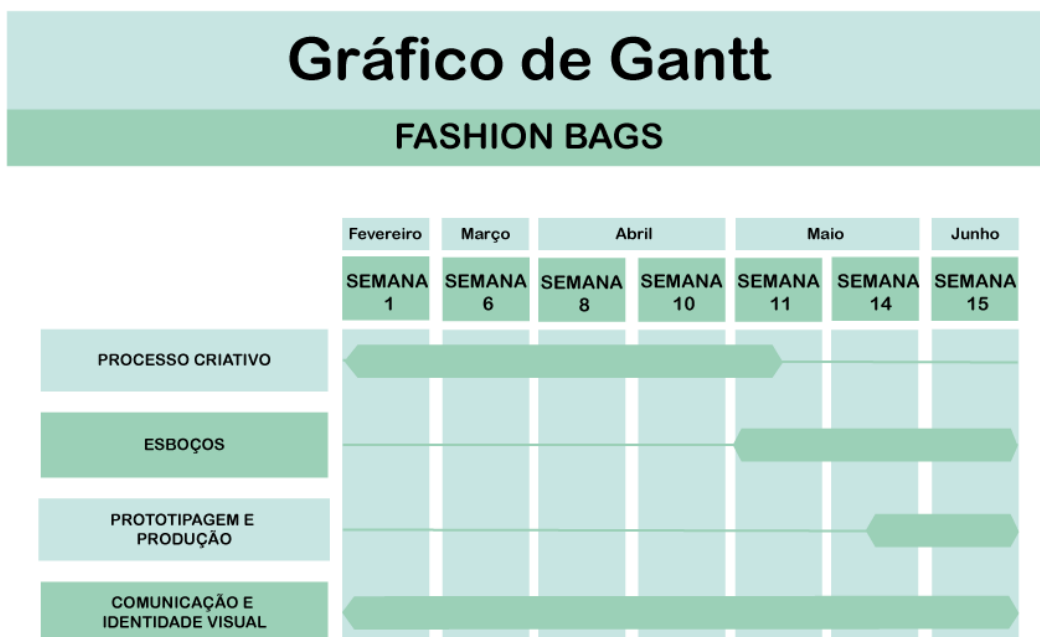 Gráfico de Gantt
FASHION BAGS
Fevereiro Março Abril Maio Junho
SEMANA SEMANA SEMANA SEMANA SEMANA SEMANA SEMANA
1 6 8 10 11 14 15
PROCESSO CRIATIVO
ESBOÇOS
PROTOTIPAGEM E
PRODUÇÃO
COMUNICAÇÃO E
IDENTIDADE VISUAL